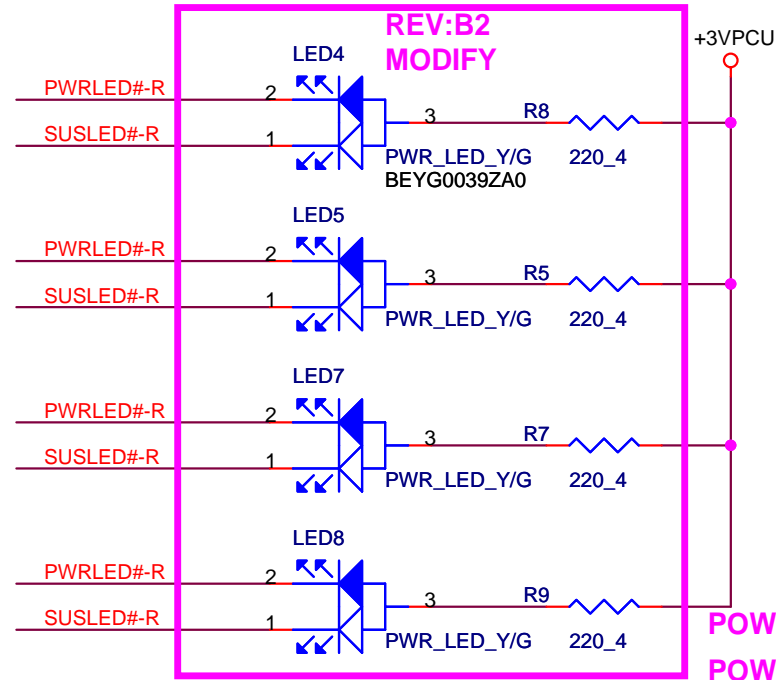 REV:B2
MODIFY
+3VPCU
LED4
PWRLED#-R 2
3 R8
SUSLED#-R 1
PWR_LED_Y/G 220_4
BEYG0039ZA0
LED5
PWRLED#-R 2
3 R5
SUSLED#-R 1
PWR_LED_Y/G 220_4
LED7
PWRLED#-R 2
3 R7
SUSLED#-R 1
PWR_LED_Y/G 220_4
LED8
PWRLED#-R 2
3 R9
SUSLED#-R 1
PWR_LED_Y/G 220_4
POW
POW